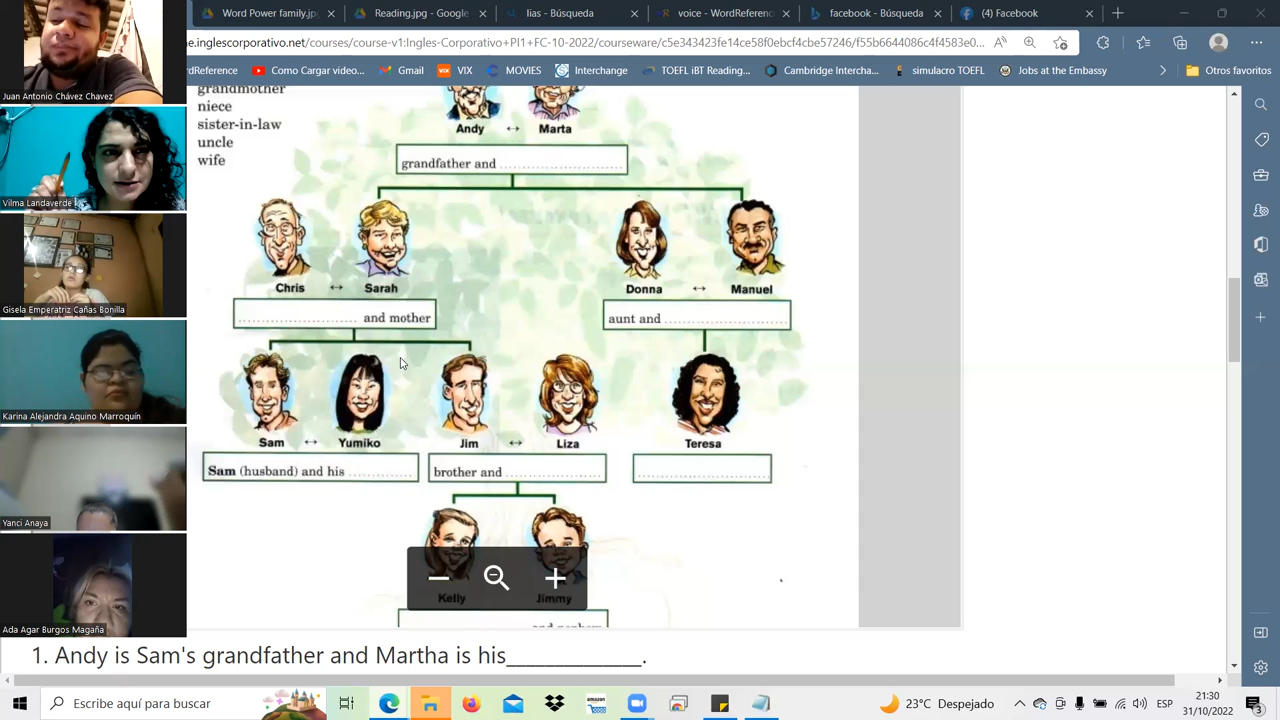 Word Power family.jp
Reading.jpg - Google
lias - Búsqueda
voice - WordReferenc
facebook - Búsqueda
(4) Facebook
e.inglescorporativo.net/courses/course-v1:Ingles-Corporativo+PI1+FC-10-2022/courseware/c5e343423fe14ce58f0ebcf4cbe57246/f55b6644086c4f4583e0...
rdReference
Como Cargar video...
Gmail
VIX
MOVIES
Interchange
TOEFL iBT Reading...
Cambridge Intercha...
simulacro TOEFL
Jobs at the Embassy
Otros favoritos
Juan Antonio Chávez Chavez
Vilma Landaverde
Gisela Emperatriz Cañas Bonilla
Karina Alejandra Aquino Marroquín
Yanci Anaya
Ada Agar Burgos Magaña
grandmother
niece
sister-in-law
uncle
wife
Andy ↔ Marta
grandfather and ........................
Chris ↔ Sarah
Donna ↔ Manuel
........................ and mother
aunt and ........................
Sam ↔ Yumiko
Jim ↔ Liza
Teresa
Sam (husband) and his ................
brother and ....................
........................
Kelly
Jimmy
and nephew
1. Andy is Sam's grandfather and Martha is his______________.
Escribe aquí para buscar
23°C Despejado
ESP
21:30
31/10/2022
3